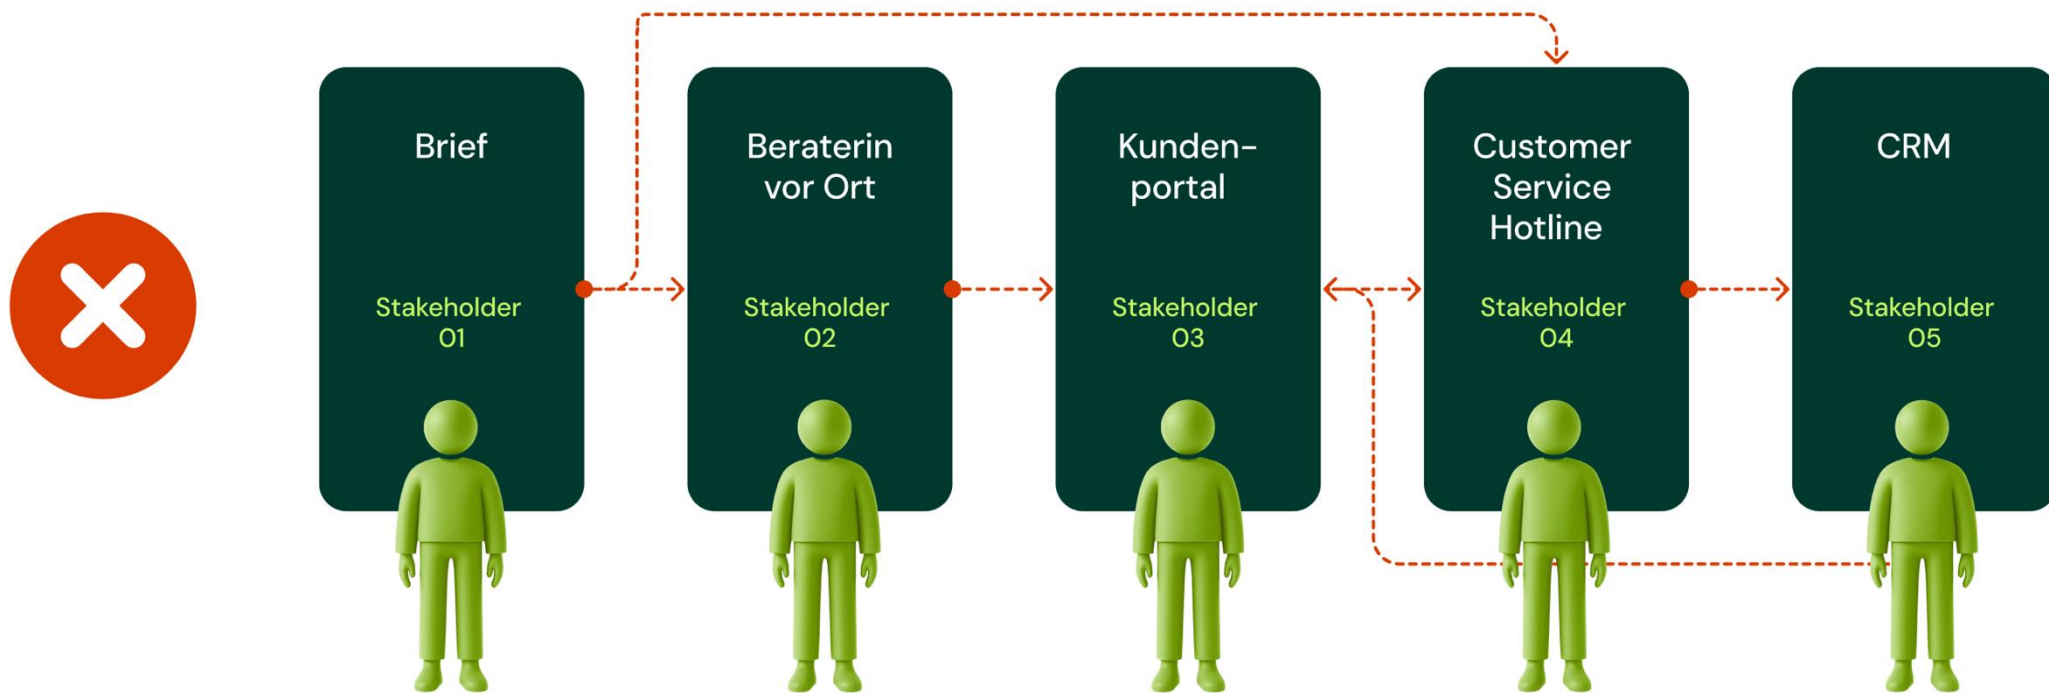 Brief
Stakeholder
01
Beraterin
vor Ort
Stakeholder
02
Kunden-
portal
Stakeholder
03
Customer
Service
Hotline
Stakeholder
04
CRM
Stakeholder
05